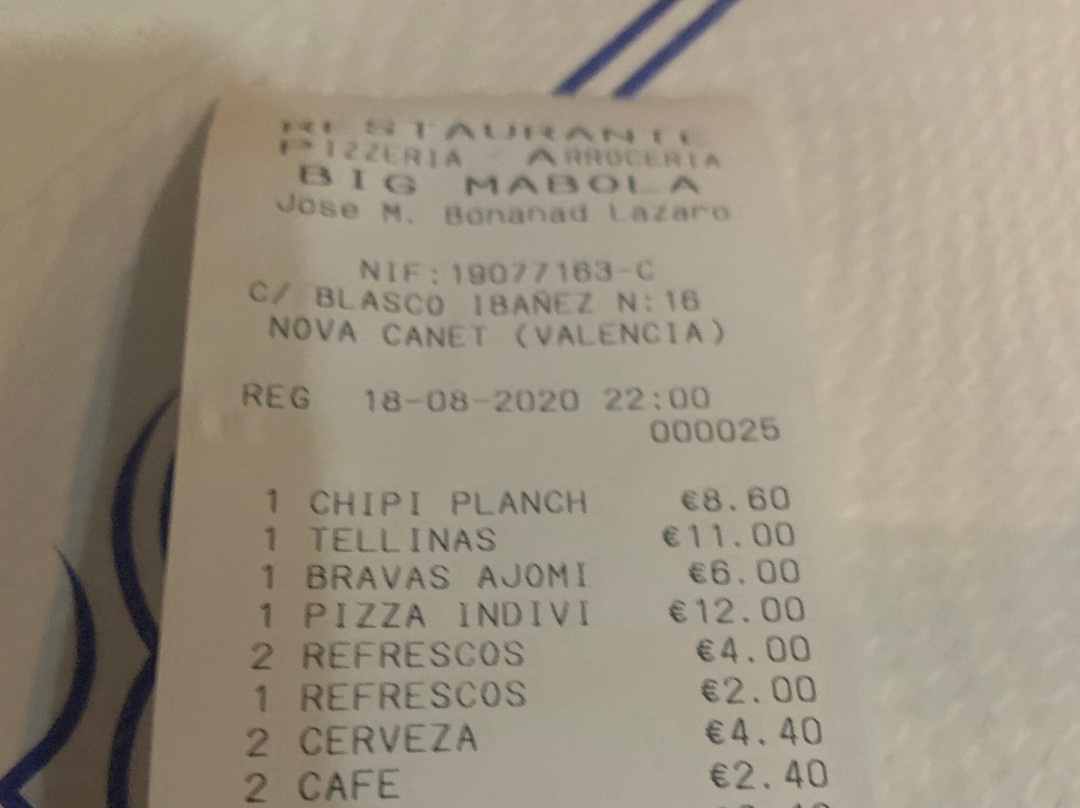 RESTAURANTE
PIZZERIA ARROCERIA
BIG MABOLA
Jose M. Bonanad Lazaro
NIF:19077163-C
C/ BLASCO IBAÑEZ N:16
NOVA CANET (VALENCIA)
REG 18-08-2020 22:00
000025
1 CHIPI PLANCH €8.60
1 TELLINAS €11.00
1 BRAVAS AJOMI €6.00
1 PIZZA INDIVI €12.00
2 REFRESCOS €4.00
1 REFRESCOS €2.00
2 CERVEZA €4.40
2 CAFE €2.40